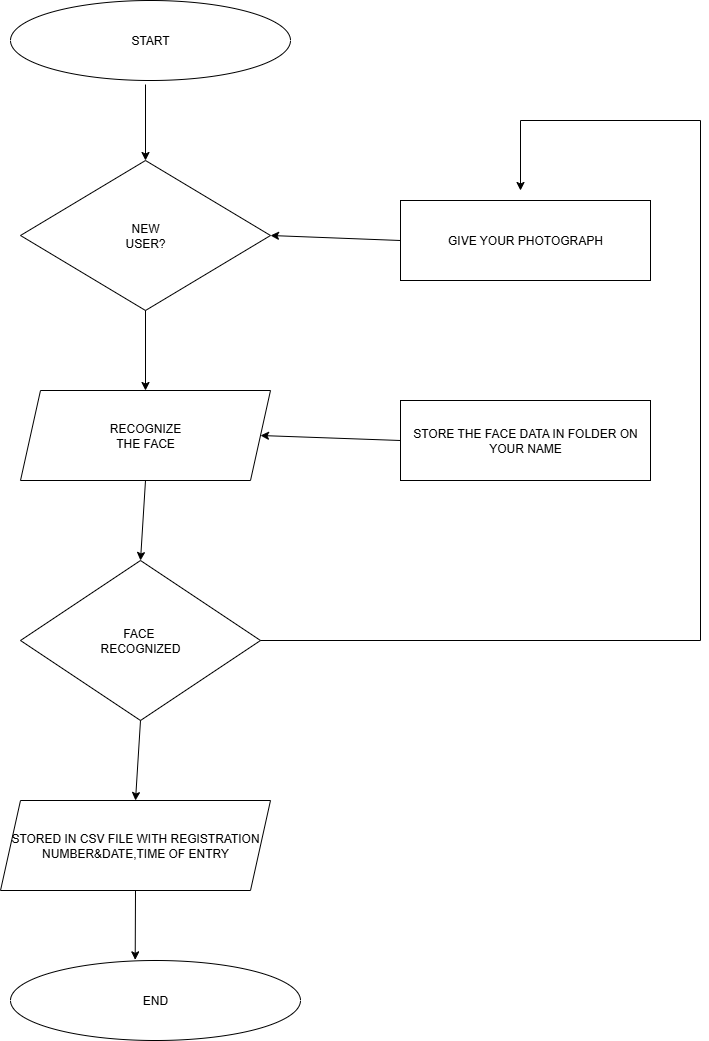 START
NEW
USER?
GIVE YOUR PHOTOGRAPH
RECOGNIZE
THE FACE
STORE THE FACE DATA IN FOLDER ON
YOUR NAME
FACE
RECOGNIZED
STORED IN CSV FILE WITH REGISTRATION
NUMBER&DATE,TIME OF ENTRY
END